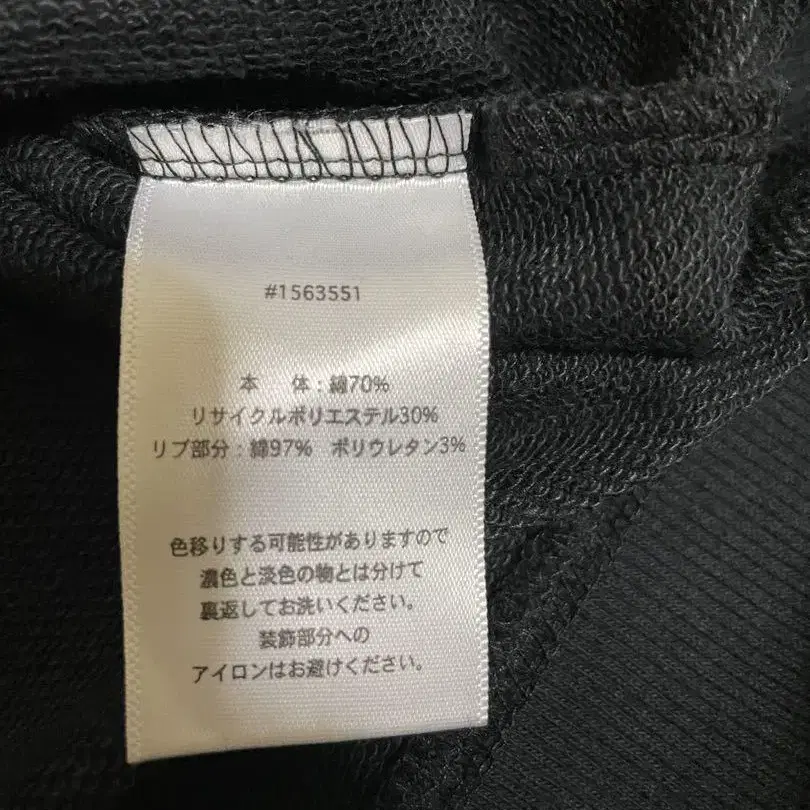 #1563551
本　体：綿70%
リサイクルポリエステル30%
リブ部分：綿97%　ポリウレタン3%
色移りする可能性がありますので
濃色と淡色の物とは分けて
裏返してお洗いください。
装飾部分への
アイロンはお避けください。